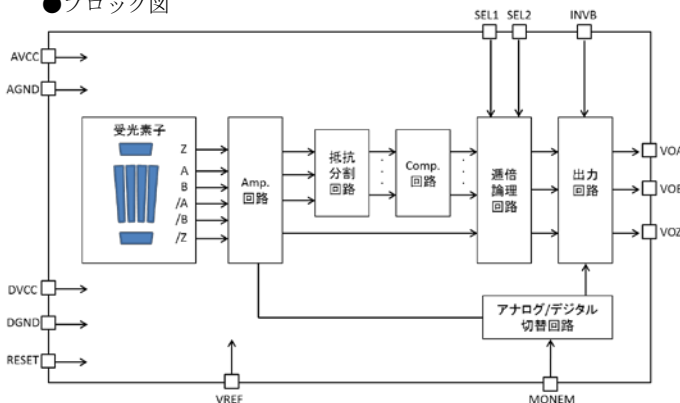 ●ブロック図
SEL1 SEL2 INVB
AVCC
AGND
受光素子
Z
A
B
/A
/B
/Z
Amp.
回路
抵抗
分割
回路
Comp.
回路
逓倍
論理
回路
出力
回路
VOA
VOB
VOZ
アナログ/デジタル
切替回路
DVCC
DGND
RESET
VREF
MONEM